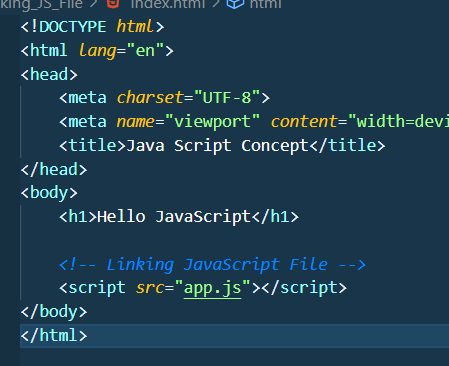 king_JS_File > index.html > html
<!DOCTYPE html>
<html lang="en">
<head>
    <meta charset="UTF-8">
    <meta name="viewport" content="width=devi
    <title>Java Script Concept</title>
</head>
<body>
    <h1>Hello JavaScript</h1>

    <!-- Linking JavaScript File -->
    <script src="app.js"></script>
</body>
</html>